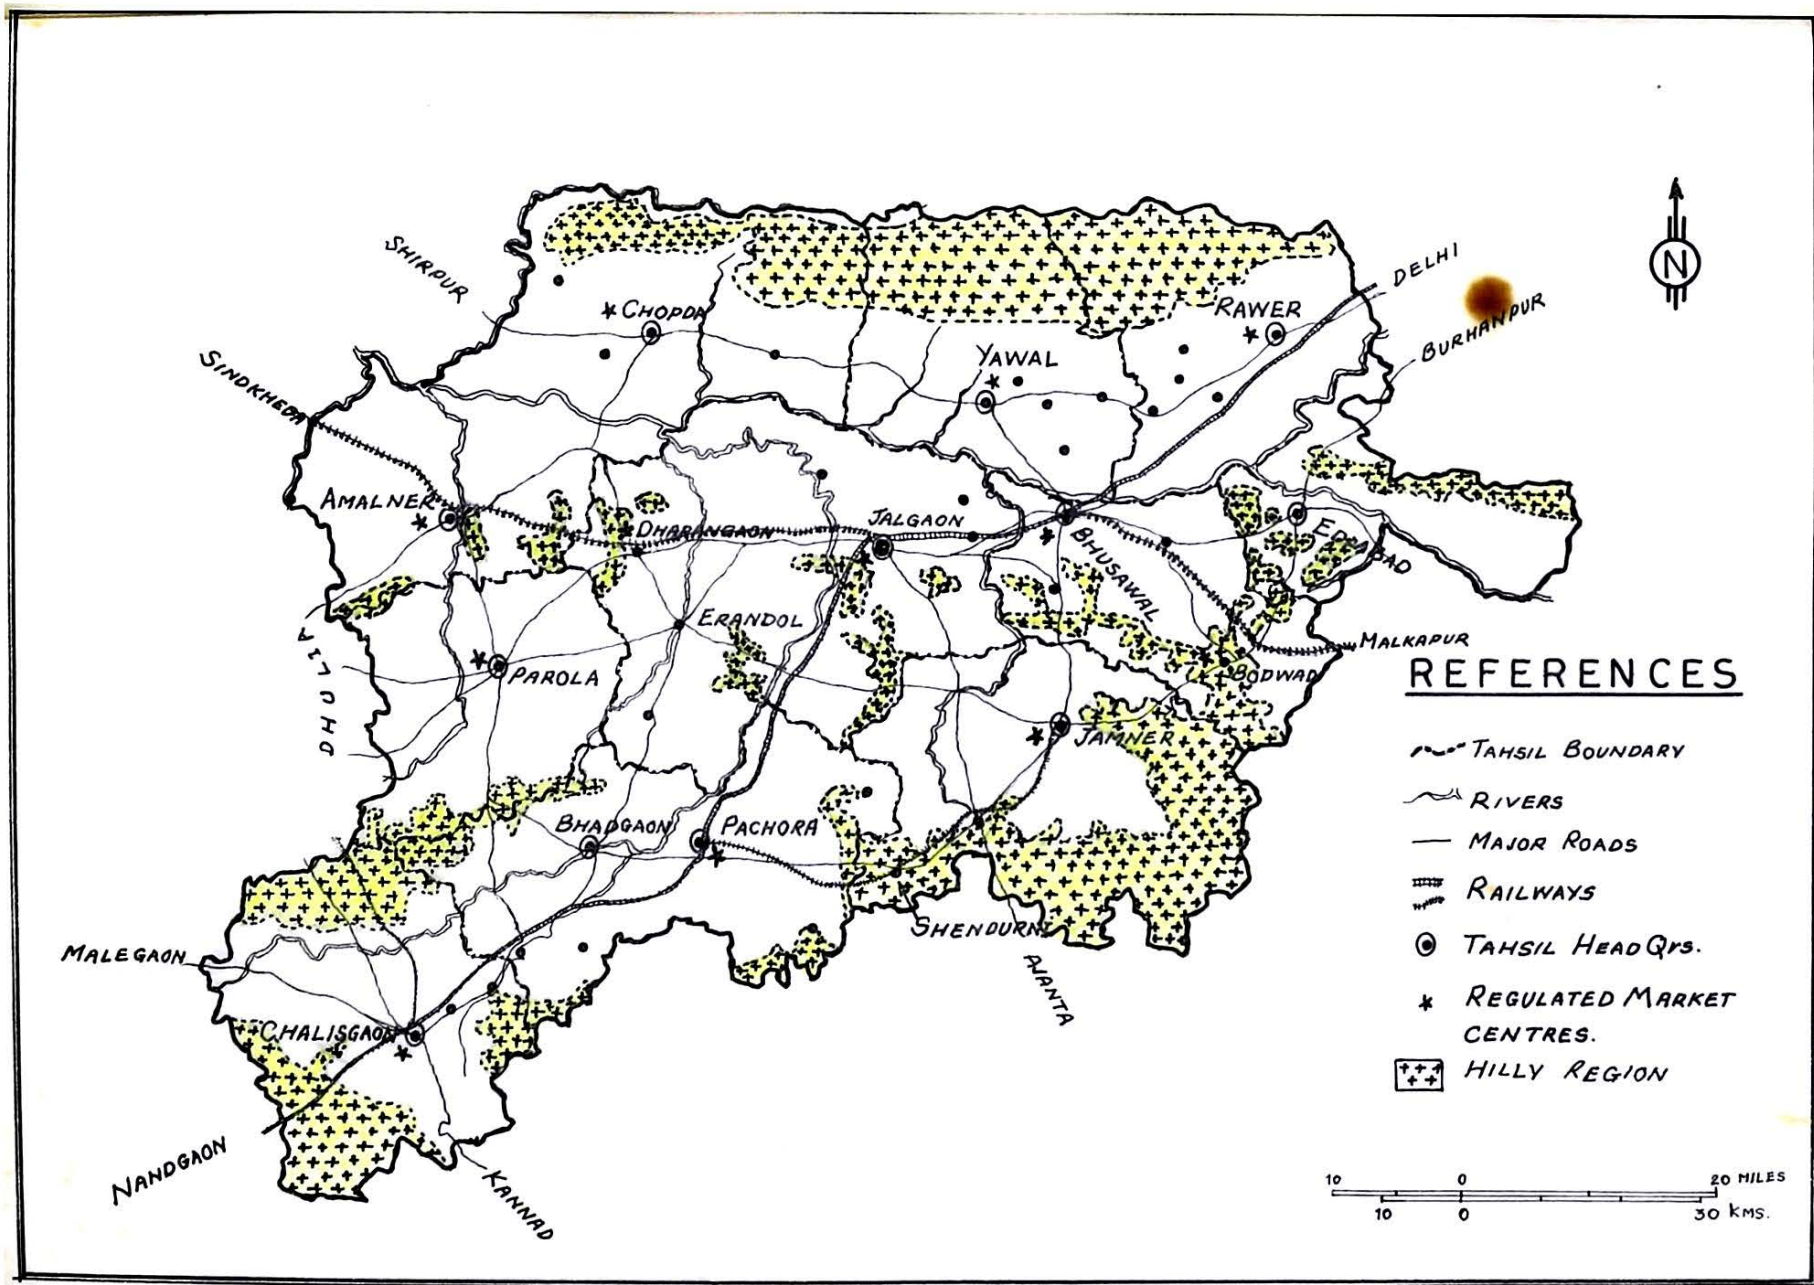 SHIRPUR
DELHI
N
CHOPDA
RAWER
BURHANPUR
YAWAL
SINDKHEDA
AMALNER
DHARANGAON
JALGAON
EDLABAD
BHUSAWAL
ERANDOL
DHULIA
MALKAPUR
PAROLA
BODWAD
JAMNER
BHADGAON
PACHORA
SHENDURNI
MALEGAON
AJANTA
CHALISGAON
NANDGAON
KANNAD
REFERENCES
TAHSIL BOUNDARY
RIVERS
MAJOR ROADS
RAILWAYS
TAHSIL HEAD Qrs.
REGULATED MARKET
CENTRES.
HILLY REGION
10 0 20 MILES
10 0 30 KMS.